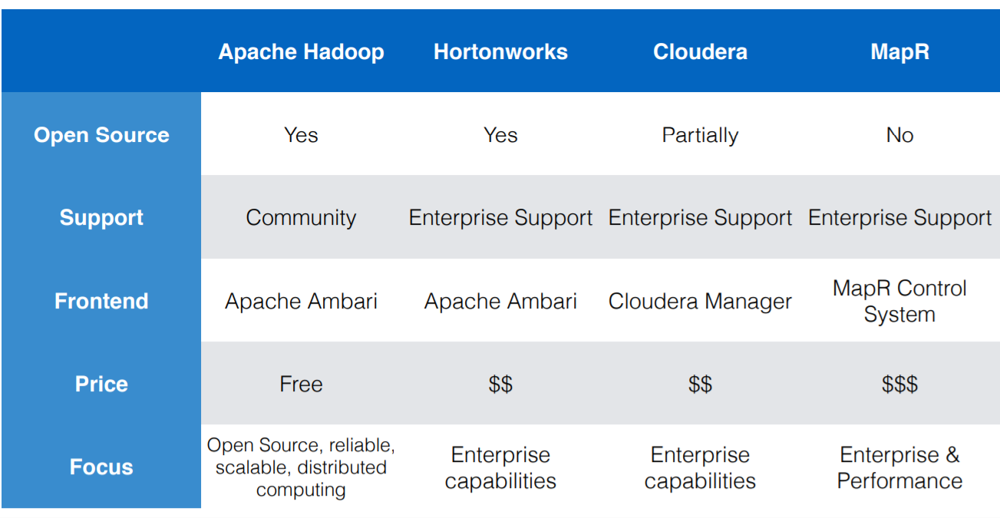 Apache Hadoop Hortonworks Cloudera MapR
Open Source Yes Yes Partially No
Support Community Enterprise Support Enterprise Support Enterprise Support
Frontend Apache Ambari Apache Ambari Cloudera Manager MapR Control
System
Price Free $$ $$ $$$
Focus Open Source, reliable,
scalable, distributed
computing
Enterprise
capabilities
Enterprise
capabilities
Enterprise &
Performance